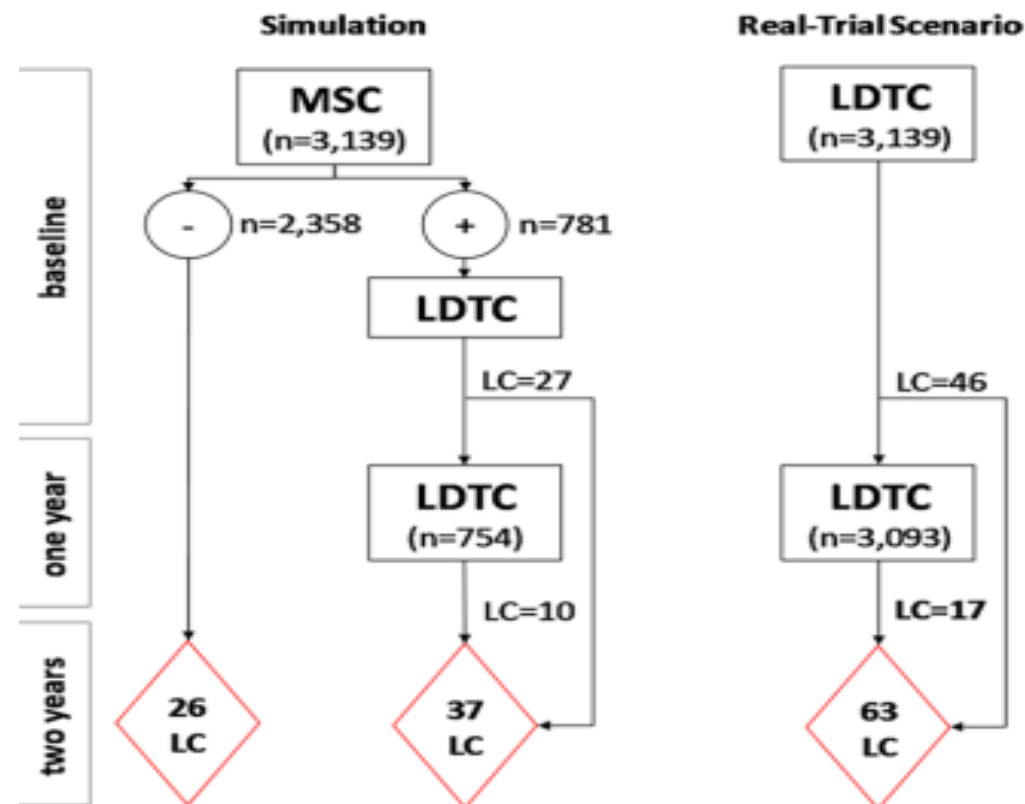 Simulation
Real-Trial Scenario
baseline
MSC
(n=3,139)
LDTC
(n=3,139)
-
n=2,358
+
n=781
LDTC
LC=27
LC=46
one year
LDTC
(n=754)
LDTC
(n=3,093)
LC=10
LC=17
two years
26
LC
37
LC
63
LC